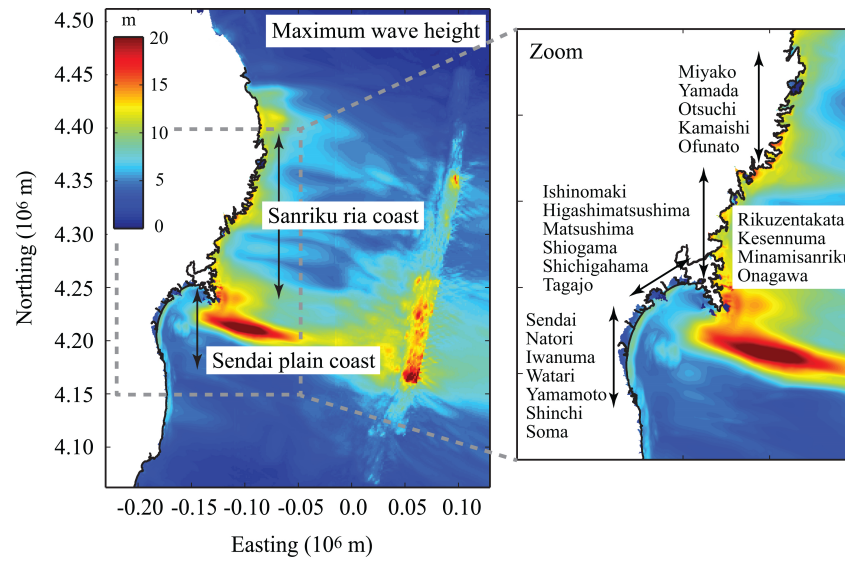 m
20
15
10
5
0
Maximum wave height
Sanriku ria coast
Sendai plain coast
4.50
4.45
4.40
4.35
4.30
4.25
4.20
4.15
4.10
Northing (10⁶ m)
-0.20 -0.15 -0.10 -0.05 0.0 0.05 0.10
Easting (10⁶ m)
Zoom
Miyako
Yamada
Otsuchi
Kamaishi
Ofunato
Ishinomaki
Higashimatsushima
Matsushima
Shiogama
Shichigahama
Tagajo
Rikuzentakata
Kesennuma
Minamisanriku
Onagawa
Sendai
Natori
Iwanuma
Watari
Yamamoto
Shinchi
Soma